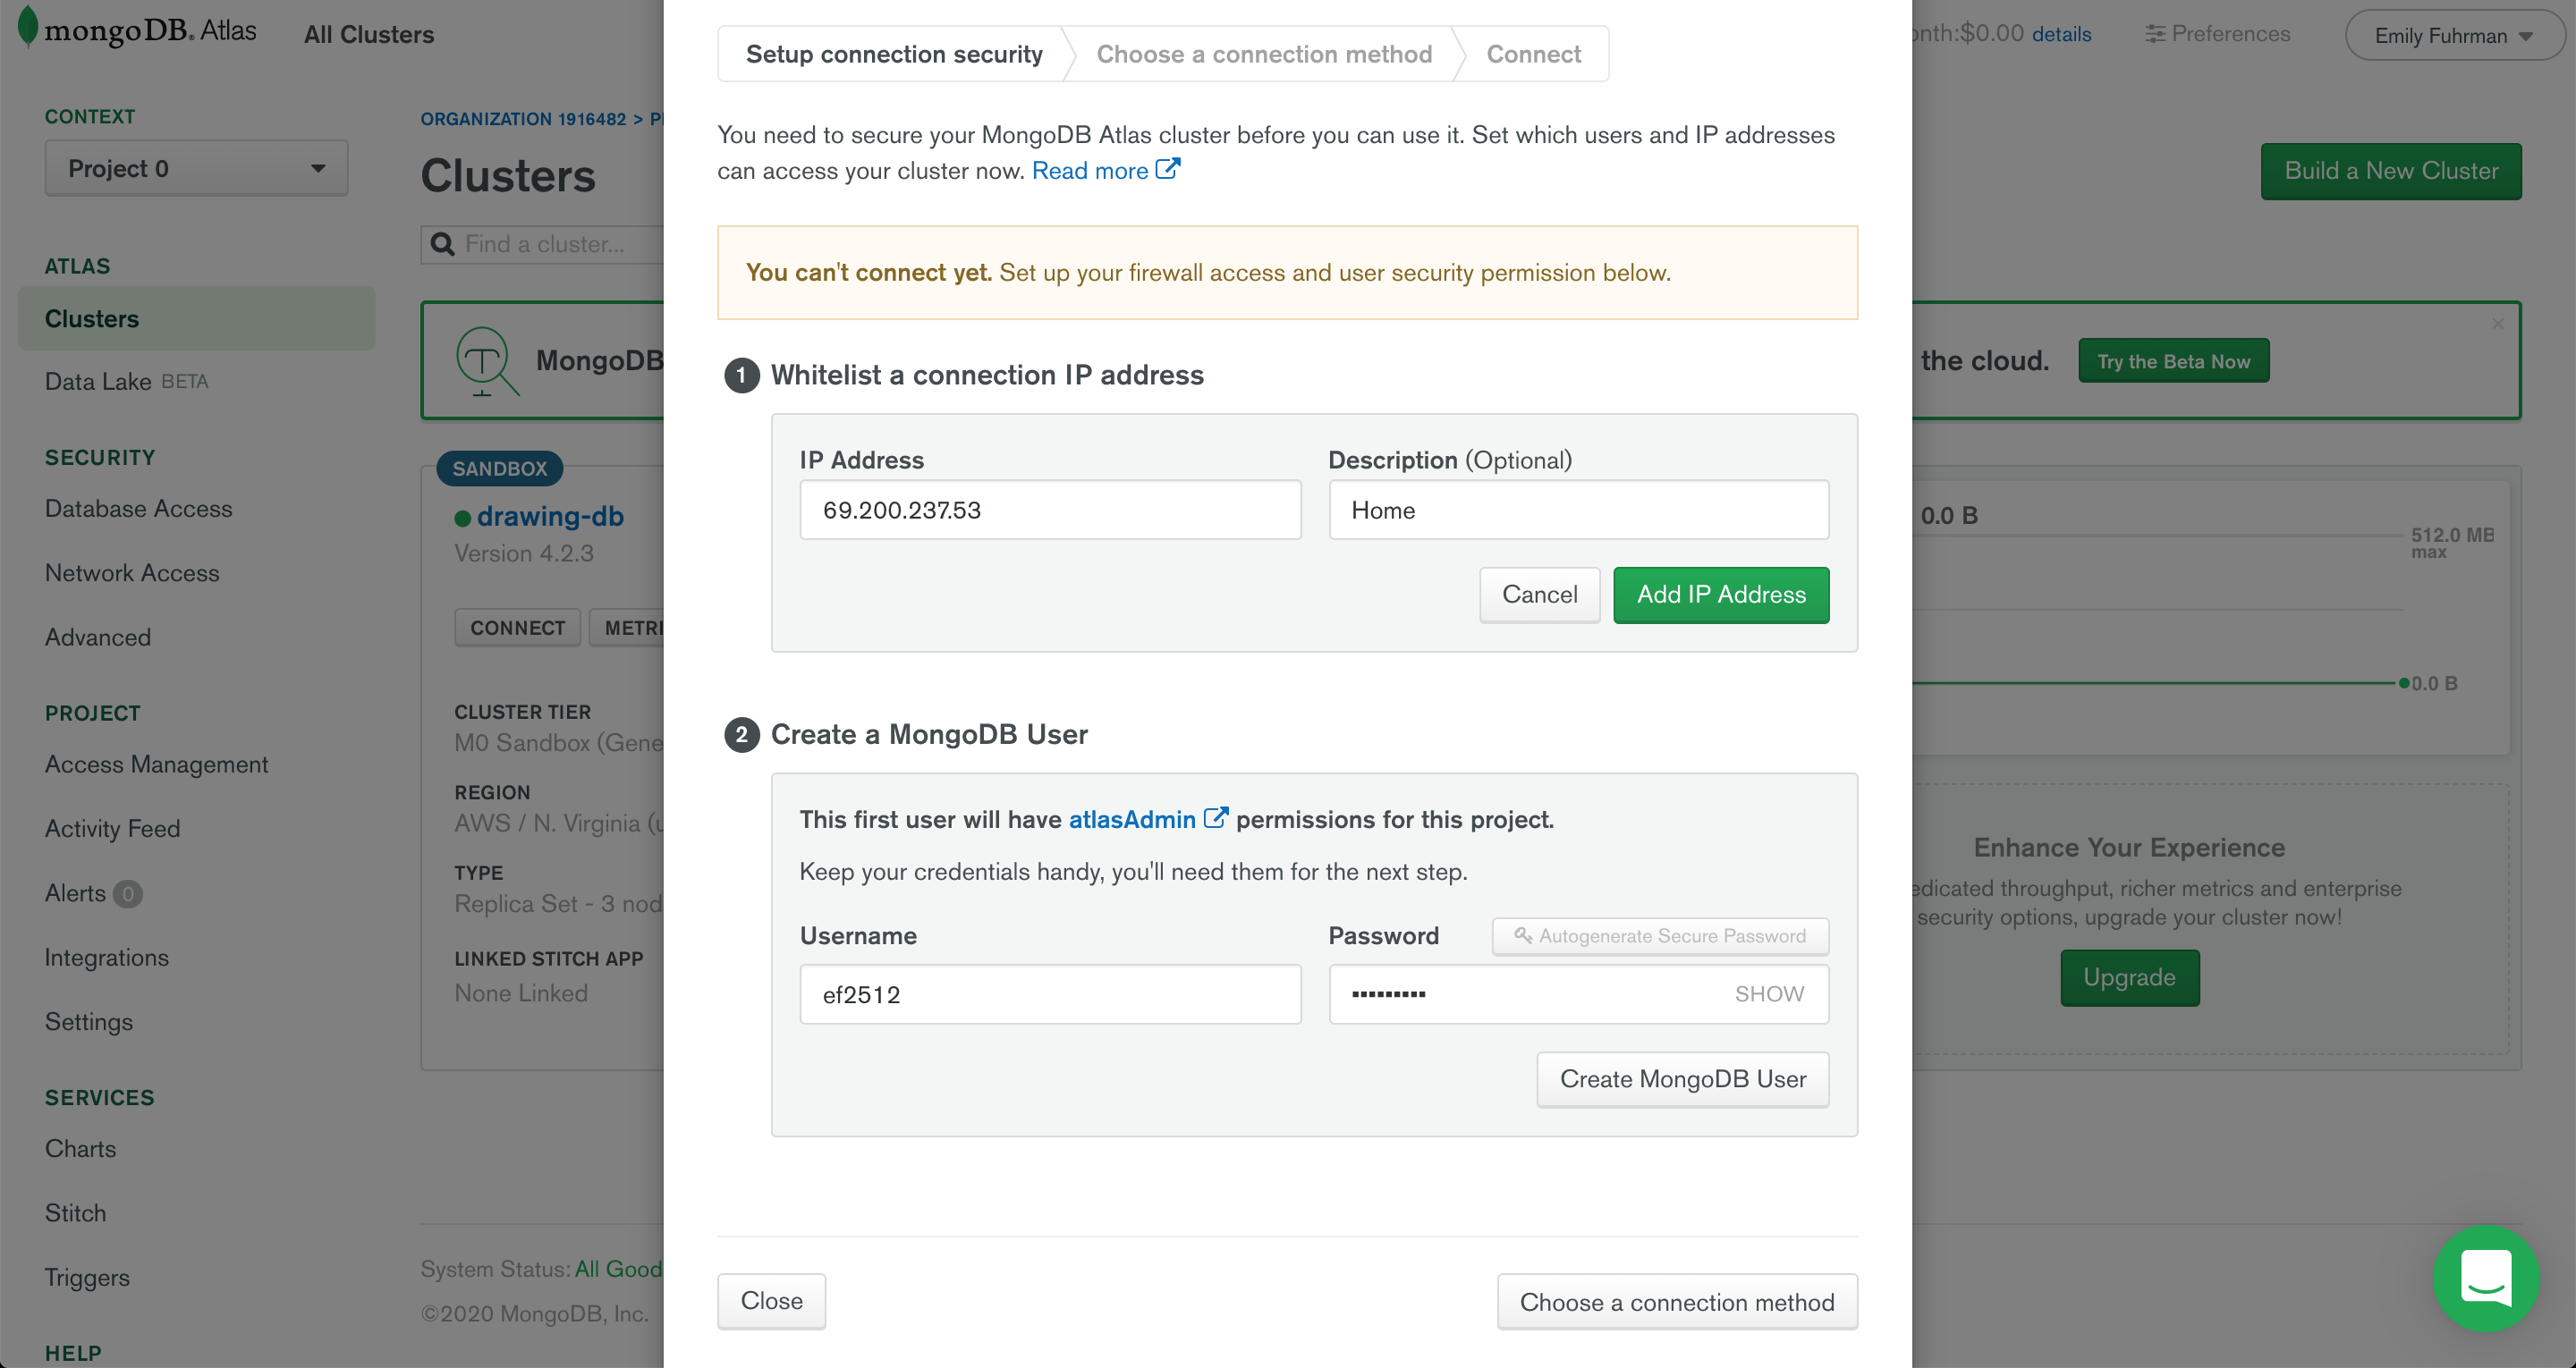 mongoDB. Atlas
All Clusters
onth:$0.00 details
Preferences
Emily Fuhrman
CONTEXT
Project 0
ATLAS
Clusters
Data Lake BETA
SECURITY
Database Access
Network Access
Advanced
PROJECT
Access Management
Activity Feed
Alerts 0
Integrations
Settings
SERVICES
Charts
Stitch
Triggers
HELP
ORGANIZATION 1916482 > P
Clusters
Find a cluster...
Build a New Cluster
MongoDB
the cloud.
Try the Beta Now
SANDBOX
drawing-db
Version 4.2.3
CONNECT
METRI
CLUSTER TIER
M0 Sandbox (Gene
REGION
AWS / N. Virginia (u
TYPE
Replica Set - 3 nod
LINKED STITCH APP
None Linked
System Status: All Good
©2020 MongoDB, Inc.
Setup connection security
Choose a connection method
Connect
You need to secure your MongoDB Atlas cluster before you can use it. Set which users and IP addresses
can access your cluster now. Read more
You can't connect yet. Set up your firewall access and user security permission below.
1 Whitelist a connection IP address
IP Address
Description (Optional)
69.200.237.53
Home
Cancel
Add IP Address
2 Create a MongoDB User
This first user will have atlasAdmin permissions for this project.
Keep your credentials handy, you'll need them for the next step.
Username
Password
Autogenerate Secure Password
ef2512
SHOW
Create MongoDB User
Close
Choose a connection method
0.0 B
512.0 MB
max
0.0 B
Enhance Your Experience
edicated throughput, richer metrics and enterprise
security options, upgrade your cluster now!
Upgrade